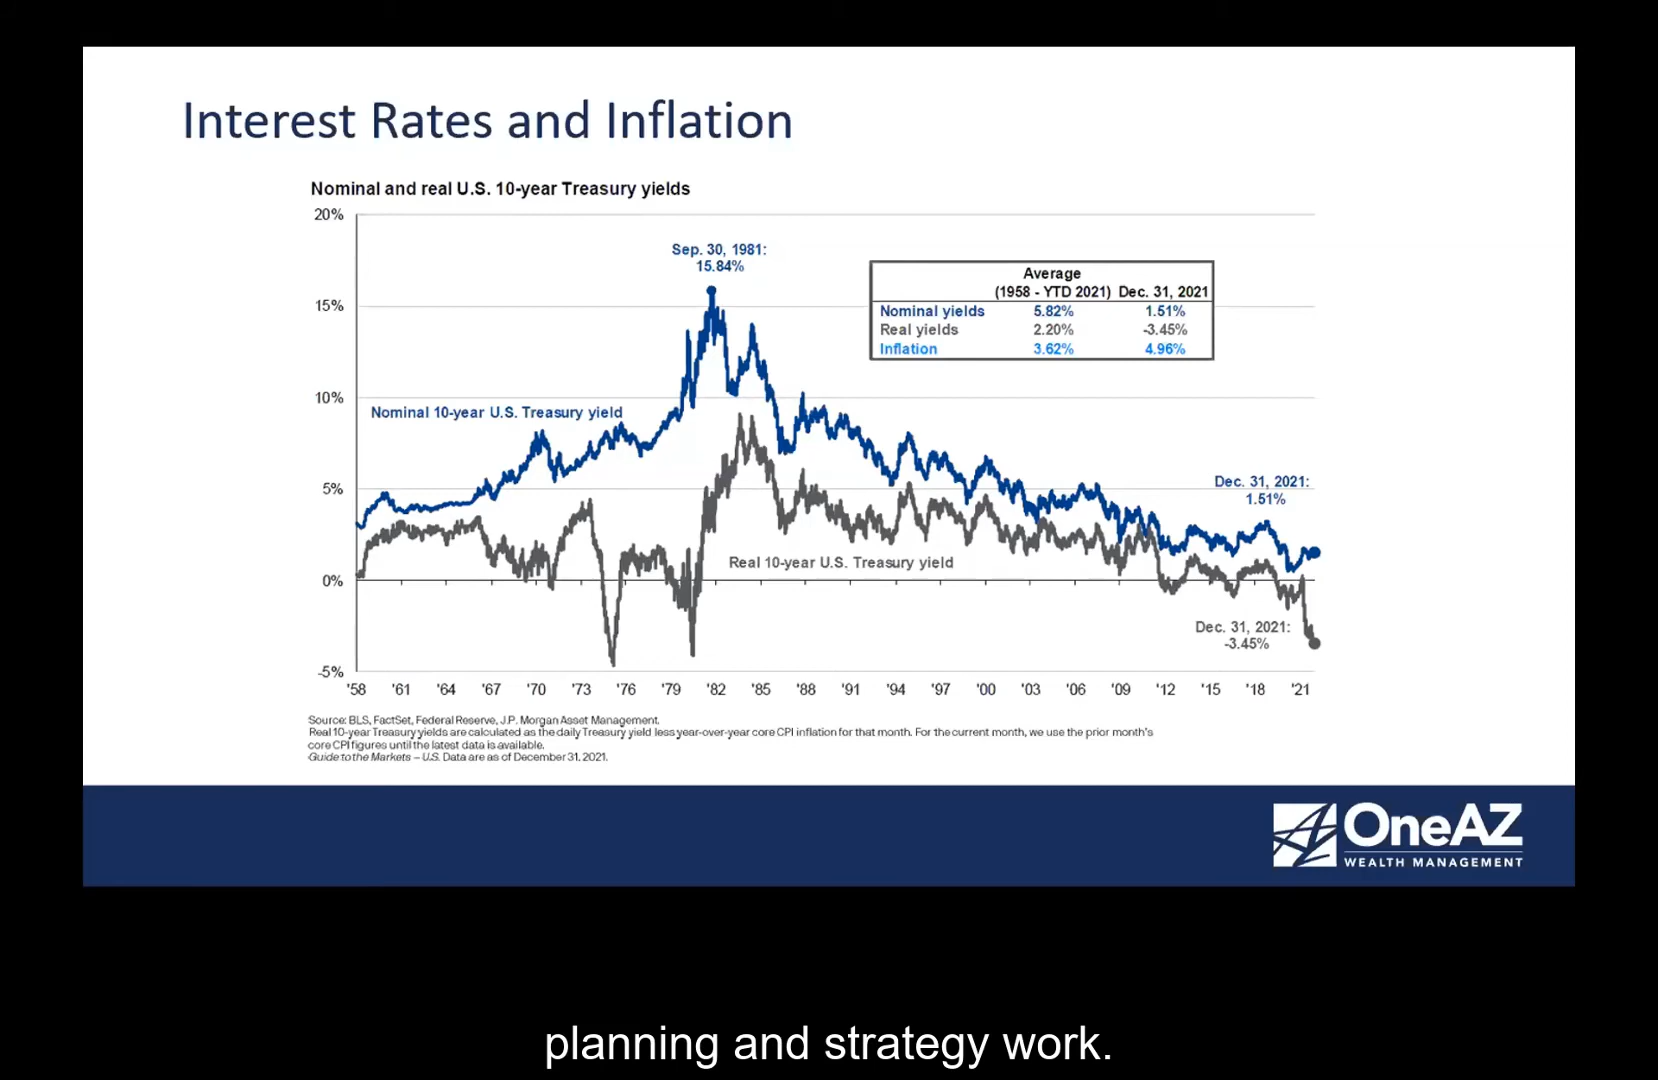 Interest Rates and Inflation
Nominal and real U.S. 10-year Treasury yields
20%
15%
10%
5%
0%
-5%
Sep. 30, 1981:
15.84%
Average
(1958 - YTD 2021) Dec. 31, 2021
Nominal yields 5.82% 1.51%
Real yields 2.20% -3.45%
Inflation 3.62% 4.96%
Nominal 10-year U.S. Treasury yield
Dec. 31, 2021:
1.51%
Real 10-year U.S. Treasury yield
Dec. 31, 2021:
-3.45%
'58 '61 '64 '67 '70 '73 '76 '79 '82 '85 '88 '91 '94 '97 '00 '03 '06 '09 '12 '15 '18 '21
Source: BLS, FactSet, Federal Reserve, J.P. Morgan Asset Management.
Real 10-year Treasury yields are calculated as the daily Treasury yield less year-over-year core CPI inflation for that month. For the current month, we use the prior month's
core CPI figures until the latest data is available.
Guide to the Markets – U.S. Data are as of December 31, 2021.
OneAZ
WEALTH MANAGEMENT
planning and strategy work.